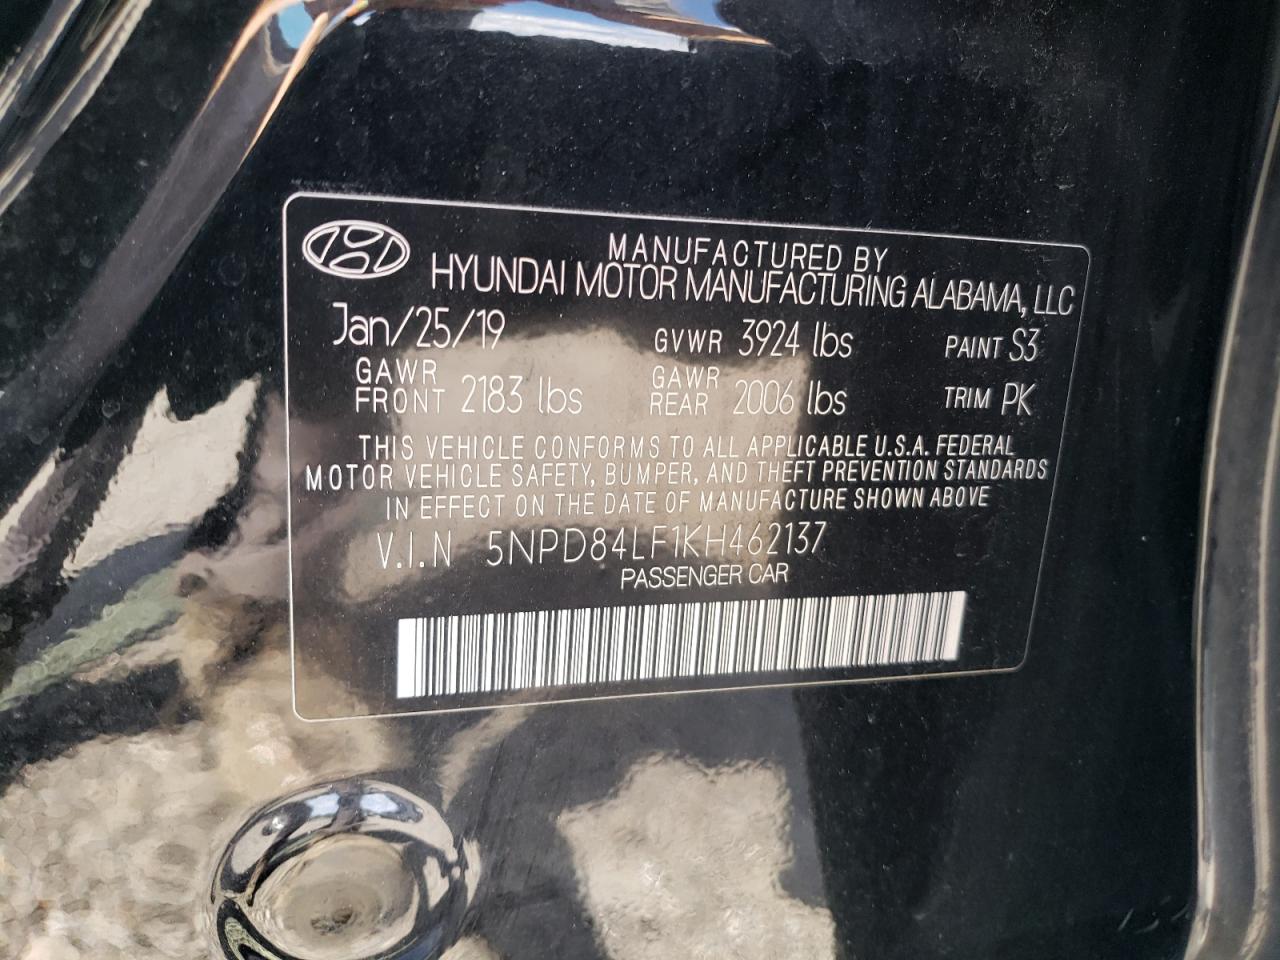 MANUFACTURED BY
HYUNDAI MOTOR MANUFACTURING ALABAMA, LLC
Jan/25/19 GVWR 3924 lbs PAINT S3
GAWR FRONT 2183 lbs GAWR REAR 2006 lbs TRIM PK
THIS VEHICLE CONFORMS TO ALL APPLICABLE U.S.A. FEDERAL
MOTOR VEHICLE SAFETY, BUMPER, AND THEFT PREVENTION STANDARDS
IN EFFECT ON THE DATE OF MANUFACTURE SHOWN ABOVE
V.I.N 5NPD84LF1KH462137
PASSENGER CAR